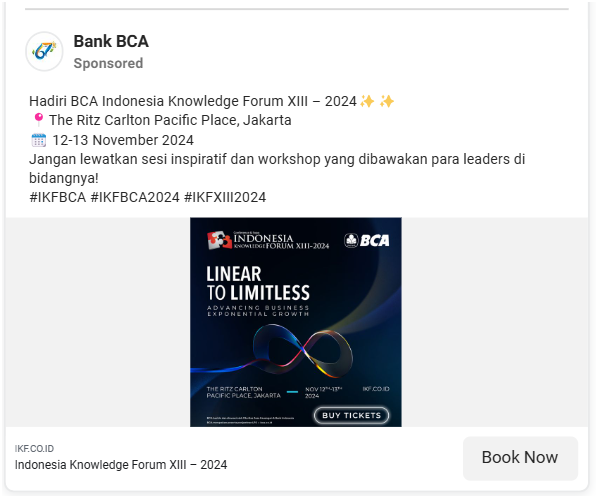 67
Bank BCA
Sponsored
Hadiri BCA Indonesia Knowledge Forum XIII – 2024✨ ✨
📍The Ritz Carlton Pacific Place, Jakarta
🗓️ 12-13 November 2024
Jangan lewatkan sesi inspiratif dan workshop yang dibawakan para leaders di
bidangnya!
#IKFBCA #IKFBCA2024 #IKFXIII2024
Conference & Expo
INDONESIA
KNOWLEDGE FORUM XIII-2024
BCA
LINEAR
TO LIMITLESS
ADVANCING BUSINESS
EXPONENTIAL GROWTH
THE RITZ CARLTON
PACIFIC PLACE, JAKARTA
NOV 12TH-13TH
2024
IKF.CO.ID
BUY TICKETS
IKF.CO.ID
Indonesia Knowledge Forum XIII – 2024
Book Now